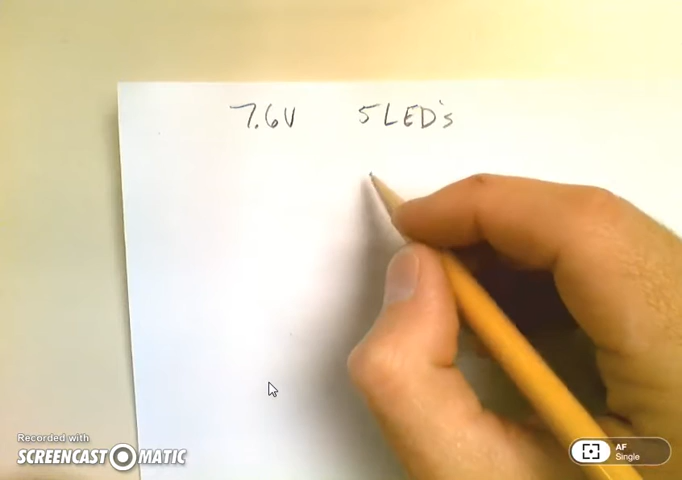 7.6V 5 LED's
Recorded with
SCREENCAST MATIC
AF
Single